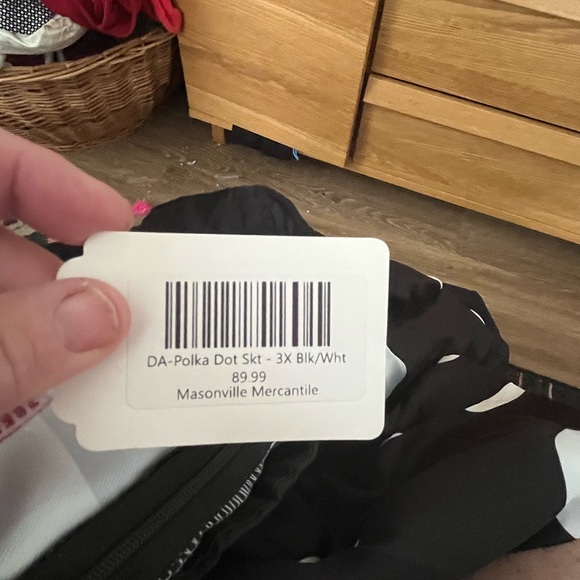 DA-Polka Dot Skt - 3X Blk/Wht
89.99
Masonville Mercantile